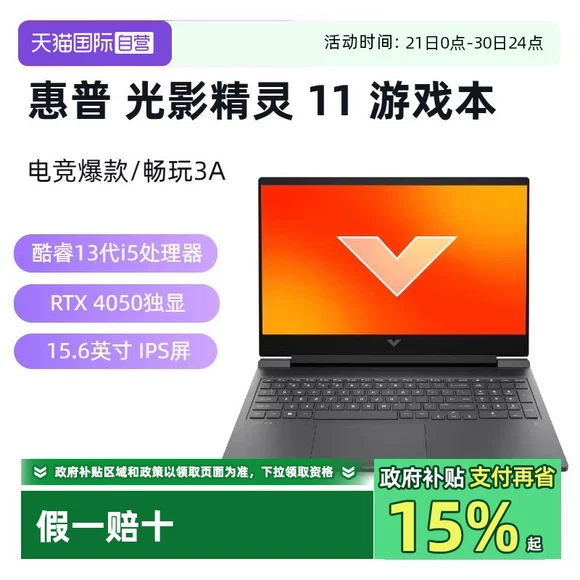 天猫国际 自营
活动时间: 21日0点-30日24点
惠普 光影精灵 11 游戏本
电竞爆款/畅玩3A
酷睿13代i5处理器
RTX 4050独显
15.6英寸 IPS屏
政府补贴区域和政策以领取页面为准，下拉领取资格
政府补贴 支付再省
15%起
假一赔十